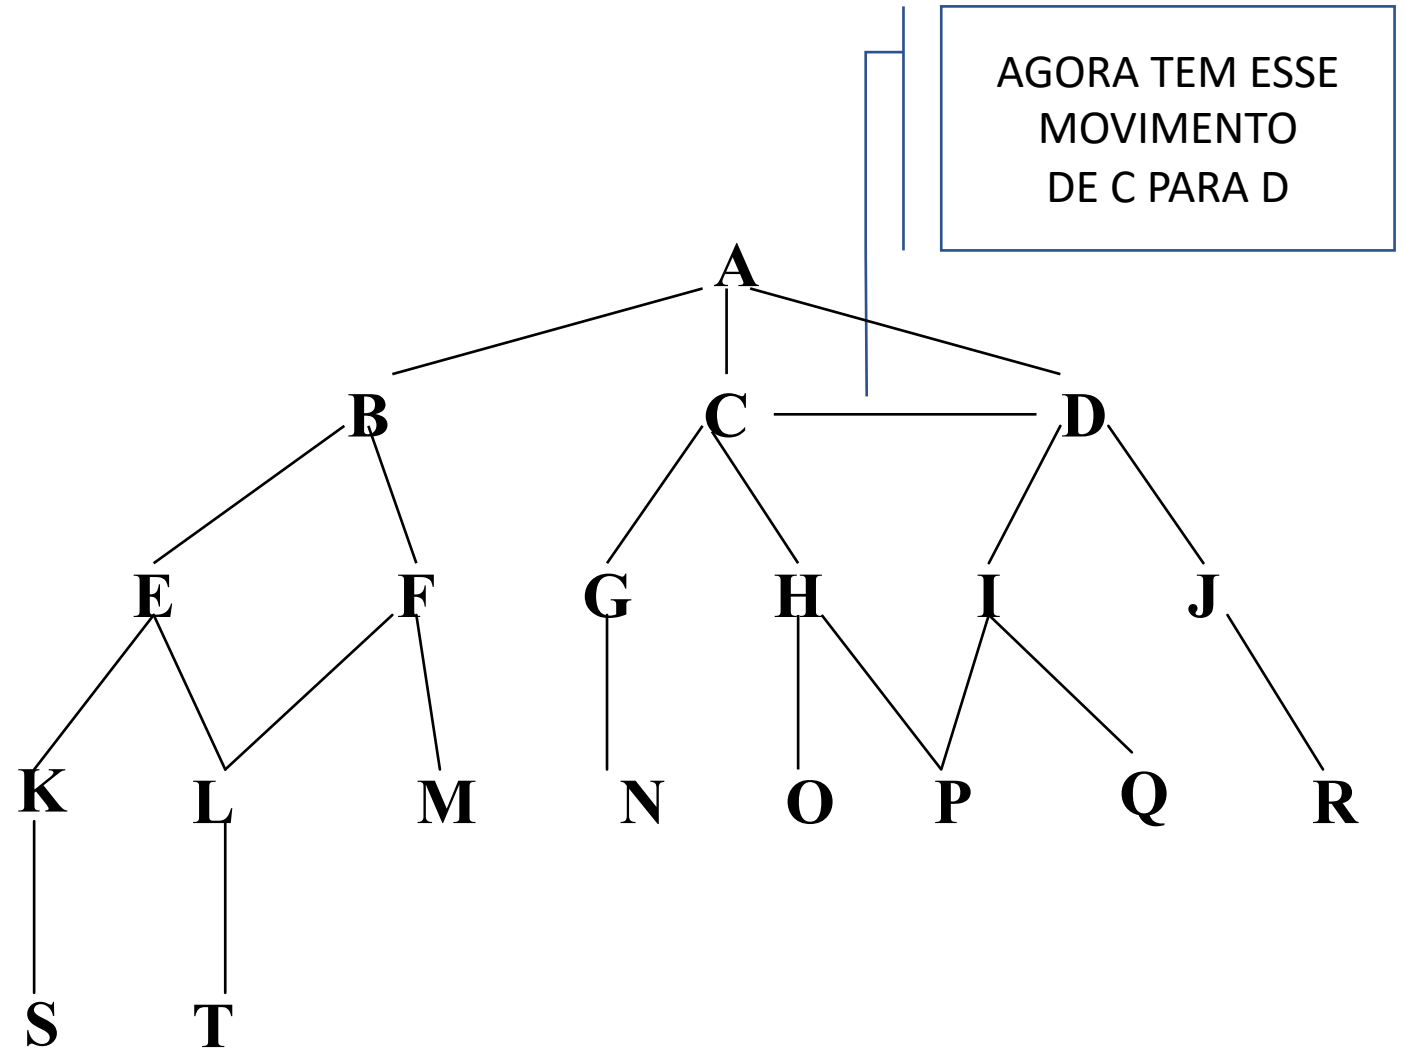 AGORA TEM ESSE
MOVIMENTO
DE C PARA D
A
B C D
E F G H I J
K L M N O P Q R
S T